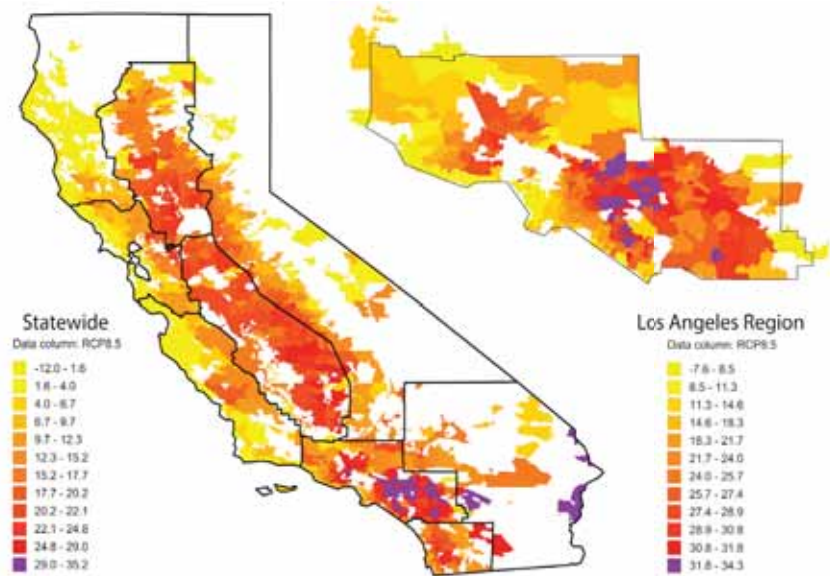 Statewide
Data column: RCP8.5
-12.0 - 1.6
1.6 - 4.0
4.0 - 6.7
6.7 - 9.7
9.7 - 12.3
12.3 - 15.2
15.2 - 17.7
17.7 - 20.2
20.2 - 22.1
22.1 - 24.8
24.8 - 29.0
29.0 - 35.2
Los Angeles Region
Data column: RCP8.5
-7.6 - 8.5
8.5 - 11.3
11.3 - 14.6
14.6 - 18.3
18.3 - 21.7
21.7 - 24.0
24.0 - 25.7
25.7 - 27.4
27.4 - 28.9
28.9 - 30.8
30.8 - 31.8
31.8 - 34.3